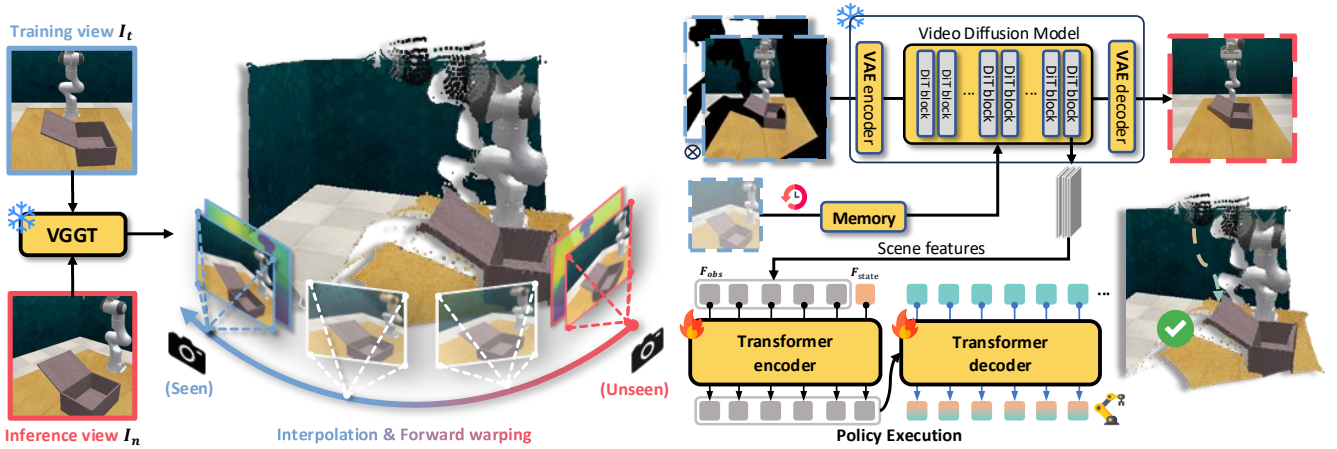 Training view I_t
VGGT
Inference view I_n
(Seen)
(Unseen)
Interpolation & Forward warping
Video Diffusion Model
VAE encoder
DiT block
DiT block
...
DiT block
DiT block
...
DiT block
DiT block
VAE decoder
Memory
Scene features
F_obs
F_state
...
Transformer
encoder
Transformer
decoder
Policy Execution